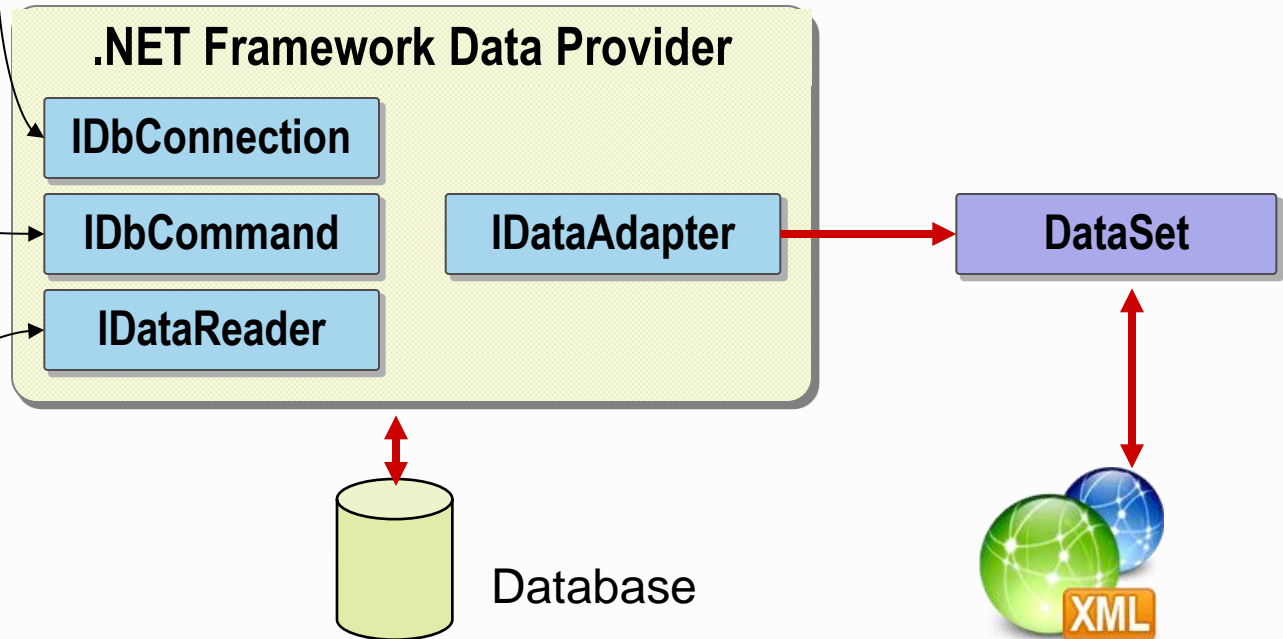 .NET Framework Data Provider
IDbConnection
IDbCommand
IDataAdapter
DataSet
IDataReader
Database
XML